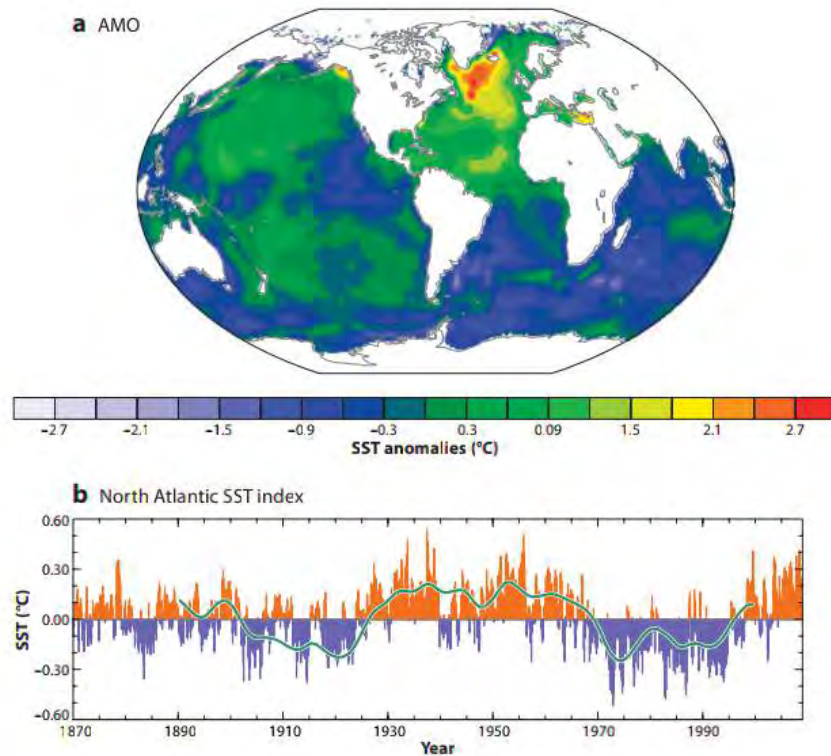 a AMO
−2.7 −2.1 −1.5 −0.9 −0.3 0.3 0.09 1.5 2.1 2.7
SST anomalies (°C)
b North Atlantic SST index
0.60
0.30
0.00
−0.30
−0.60
SST (°C)
1870 1890 1910 1930 1950 1970 1990
Year